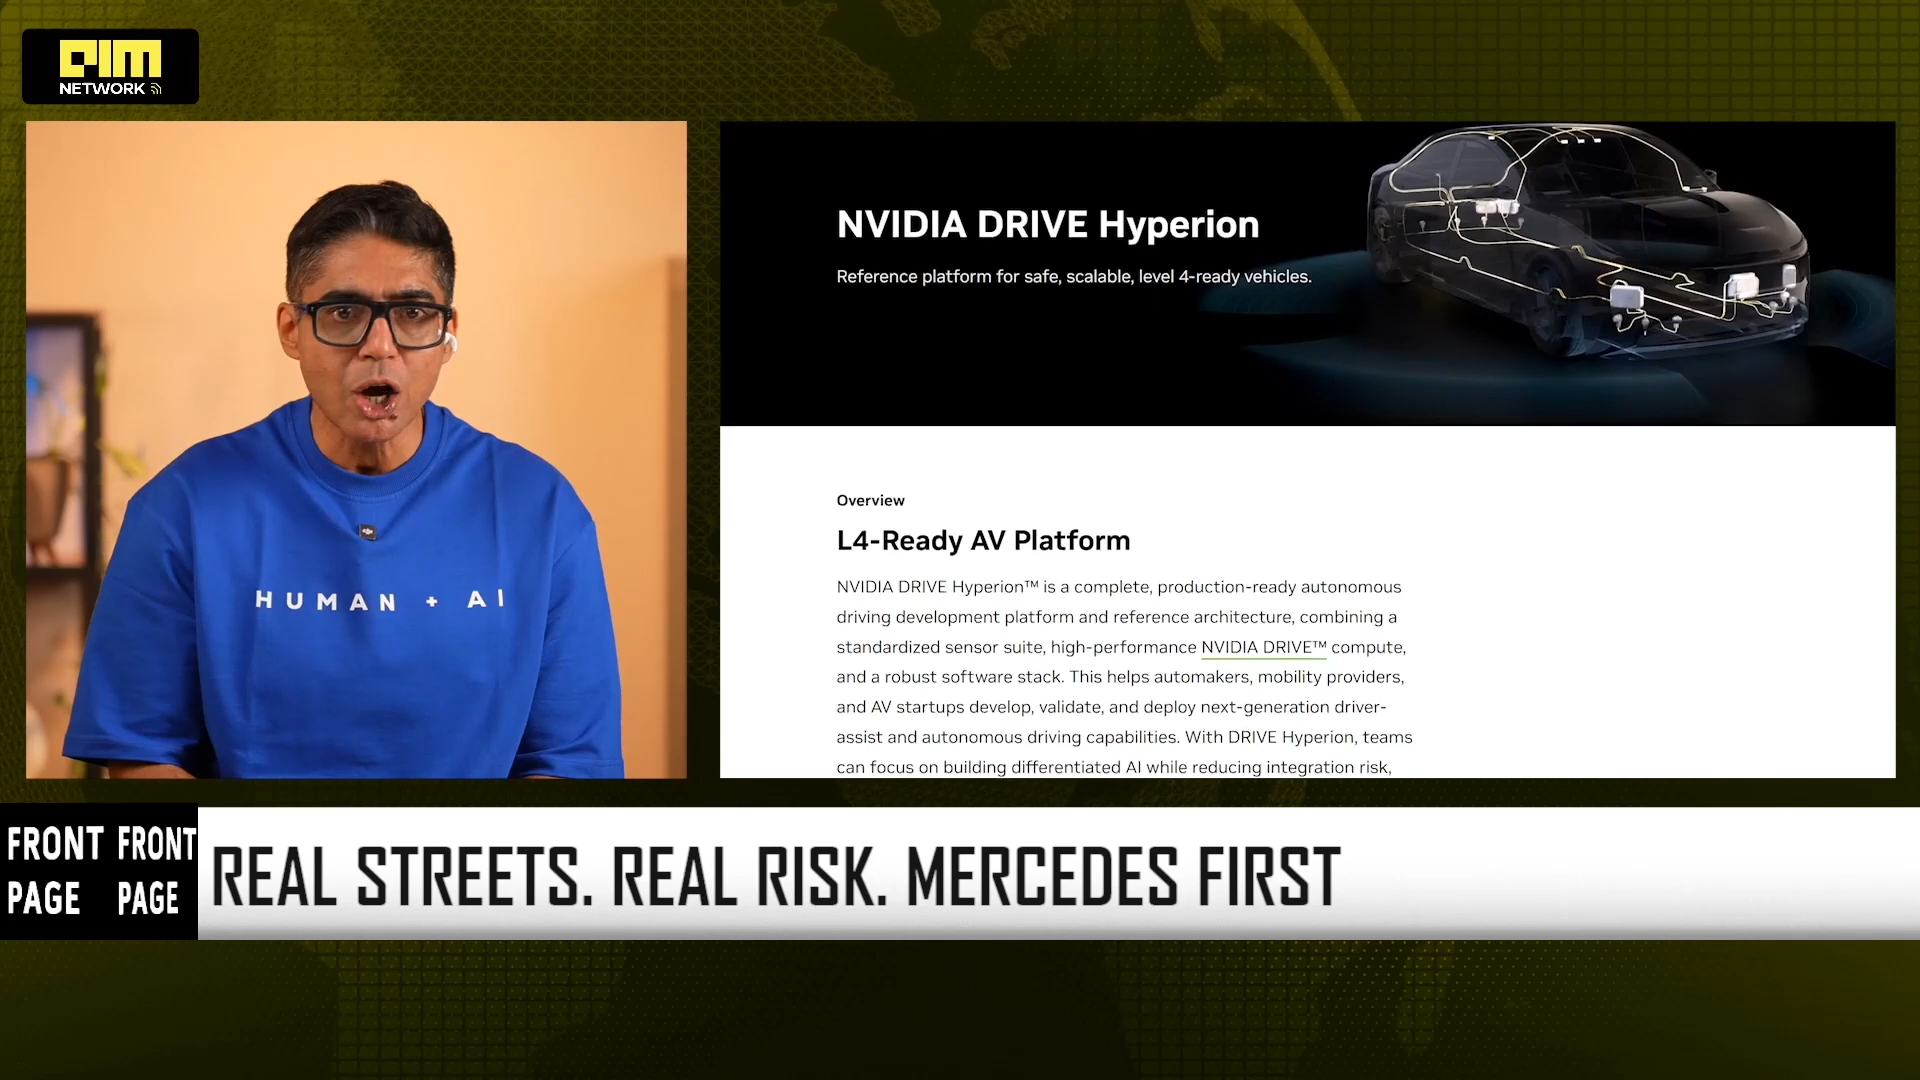 AIM
NETWORK
HUMAN + AI
NVIDIA DRIVE Hyperion
Reference platform for safe, scalable, level 4-ready vehicles.
Overview
L4-Ready AV Platform
NVIDIA DRIVE Hyperion™ is a complete, production-ready autonomous
driving development platform and reference architecture, combining a
standardized sensor suite, high-performance NVIDIA DRIVE™ compute,
and a robust software stack. This helps automakers, mobility providers,
and AV startups develop, validate, and deploy next-generation driver-
assist and autonomous driving capabilities. With DRIVE Hyperion, teams
can focus on building differentiated AI while reducing integration risk,
FRONT FRONT
PAGE PAGE
REAL STREETS. REAL RISK. MERCEDES FIRST